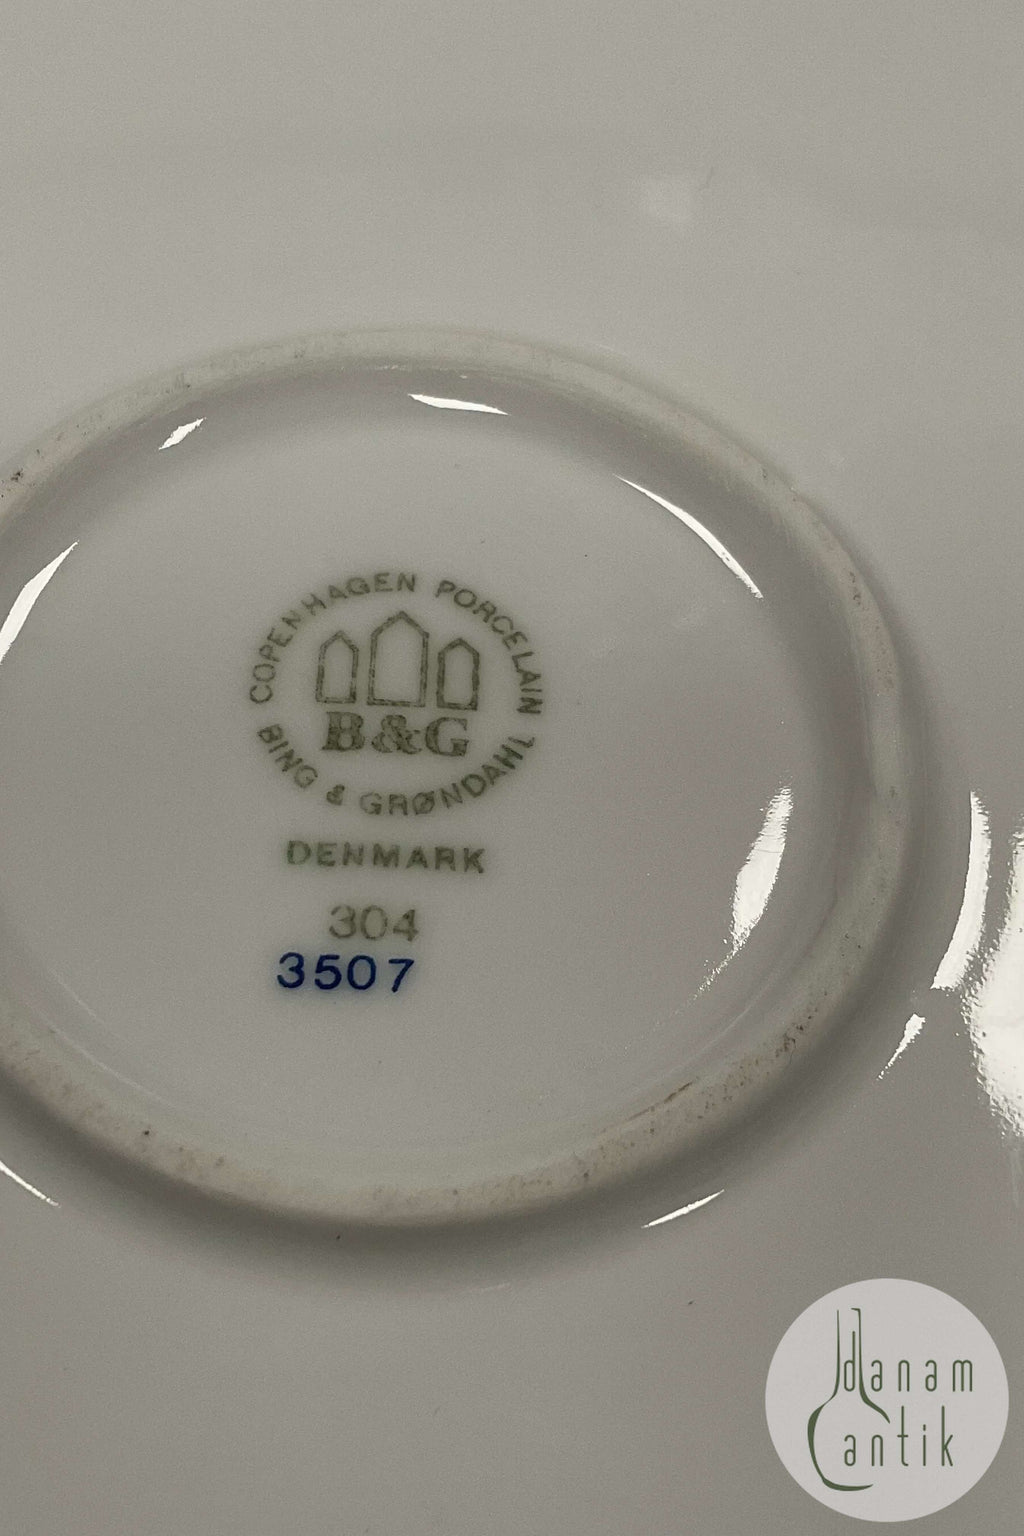 COPENHAGEN PORCELAIN
B&G
BING & GRØNDAHL
DENMARK
304
3507
danam
antik